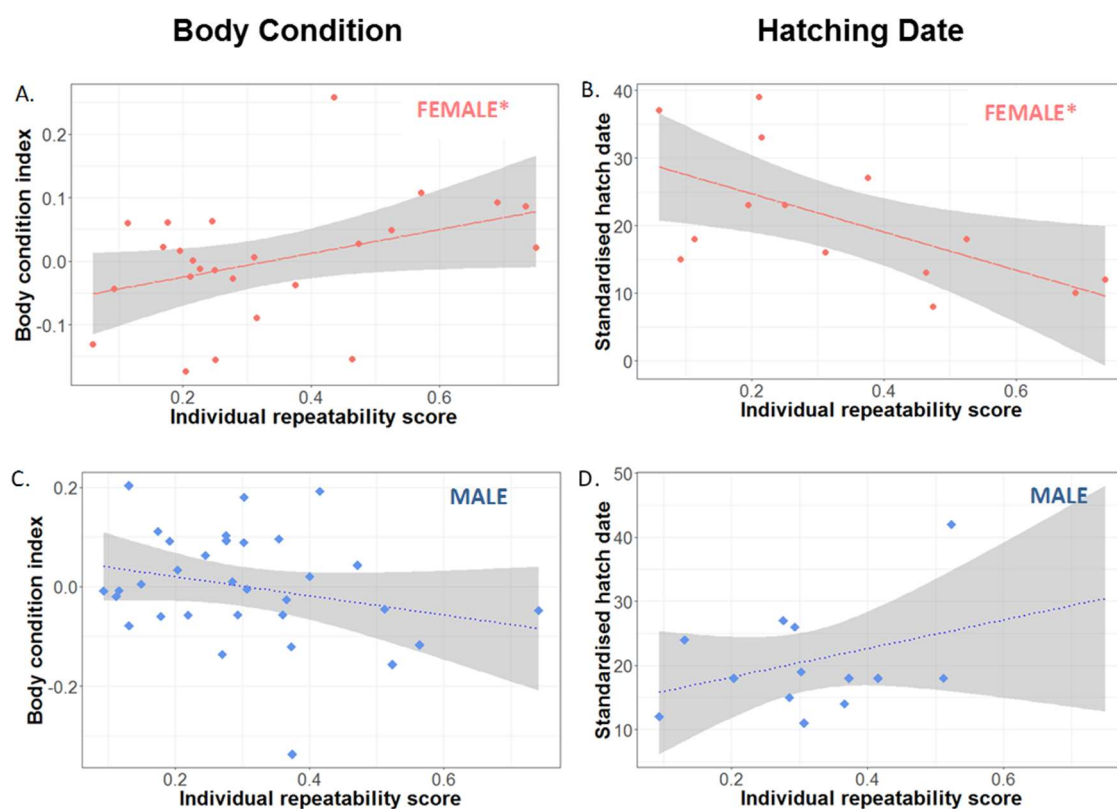 Body Condition
Hatching Date
A.
FEMALE*
0.2
0.1
0.0
-0.1
Body condition index
0.2
0.4
0.6
Individual repeatability score
B.
FEMALE*
40
30
20
10
0
Standardised hatch date
0.2
0.4
0.6
Individual repeatability score
C.
MALE
0.2
0.0
-0.2
Body condition index
0.2
0.4
0.6
Individual repeatability score
D.
MALE
50
40
30
20
10
Standardised hatch date
0.2
0.4
0.6
Individual repeatability score